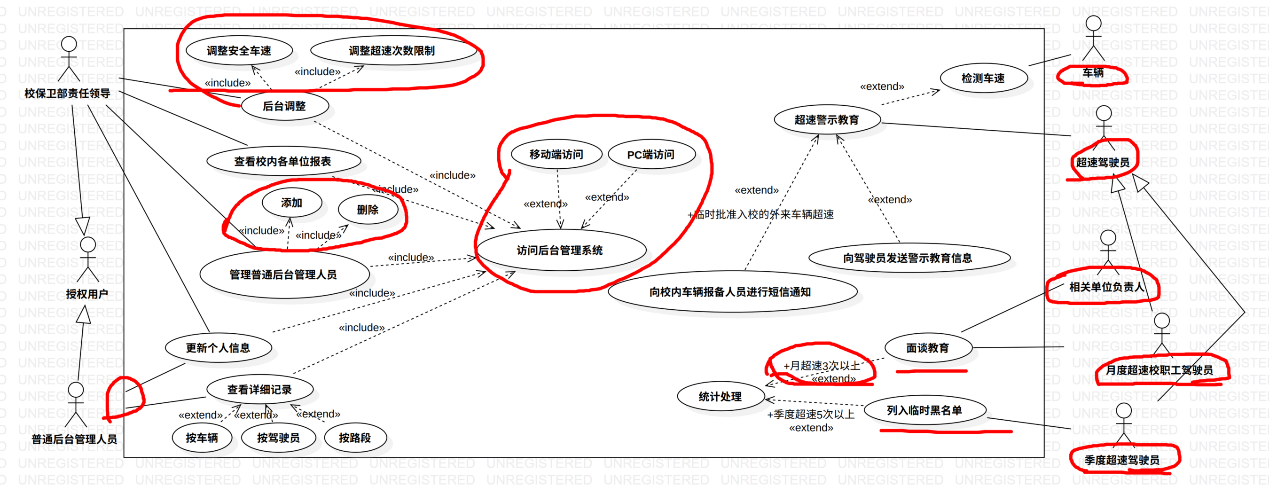 调整安全车速
调整超速次数限制
«include»
«include»
后台调整
校保卫部责任领导
查看校内各单位报表
移动端访问
PC端访问
«include»
«include»
«extend»
«extend»
添加
删除
«include»
«include»
访问后台管理系统
«include»
管理普通后台管理人员
授权用户
«include»
«include»
更新个人信息
查看详细记录
«extend»
«extend»
«extend»
按车辆
按驾驶员
按路段
普通后台管理人员
检测车速
车辆
«extend»
超速警示教育
超速驾驶员
«extend»
+临时批准入校的外来车辆超速
«extend»
向驾驶员发送警示教育信息
向校内车辆报备人员进行短信通知
相关单位负责人
面谈教育
+月超速3次以上
«extend»
月度超速校职工驾驶员
统计处理
列入临时黑名单
+季度超速5次以上
«extend»
季度超速驾驶员
UNREGISTERED